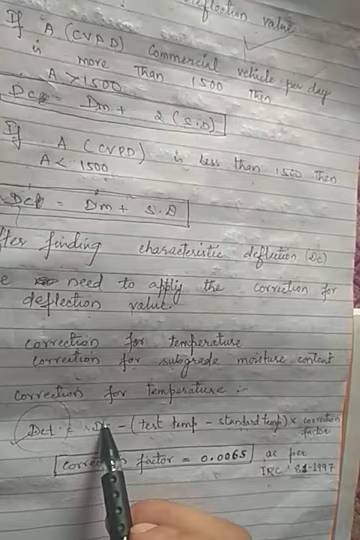 deflection value
If A (CVPD) Commercial vehicle per day
is more than 1500 then
A > 1500
Dc = Dm + 2 (S.D)
If A (CVPD) is less than 1500 then
A < 1500
Dc = Dm + S.D
After finding characteristic deflection (Dc)
need to apply the correction for
deflection value.
correction for temperature
correction for subgrade moisture content
correction for temperature :-
Dct = - (test temp - standard temp) × correction
factor
correction factor = 0.0065 as per
IRC : 81-1997